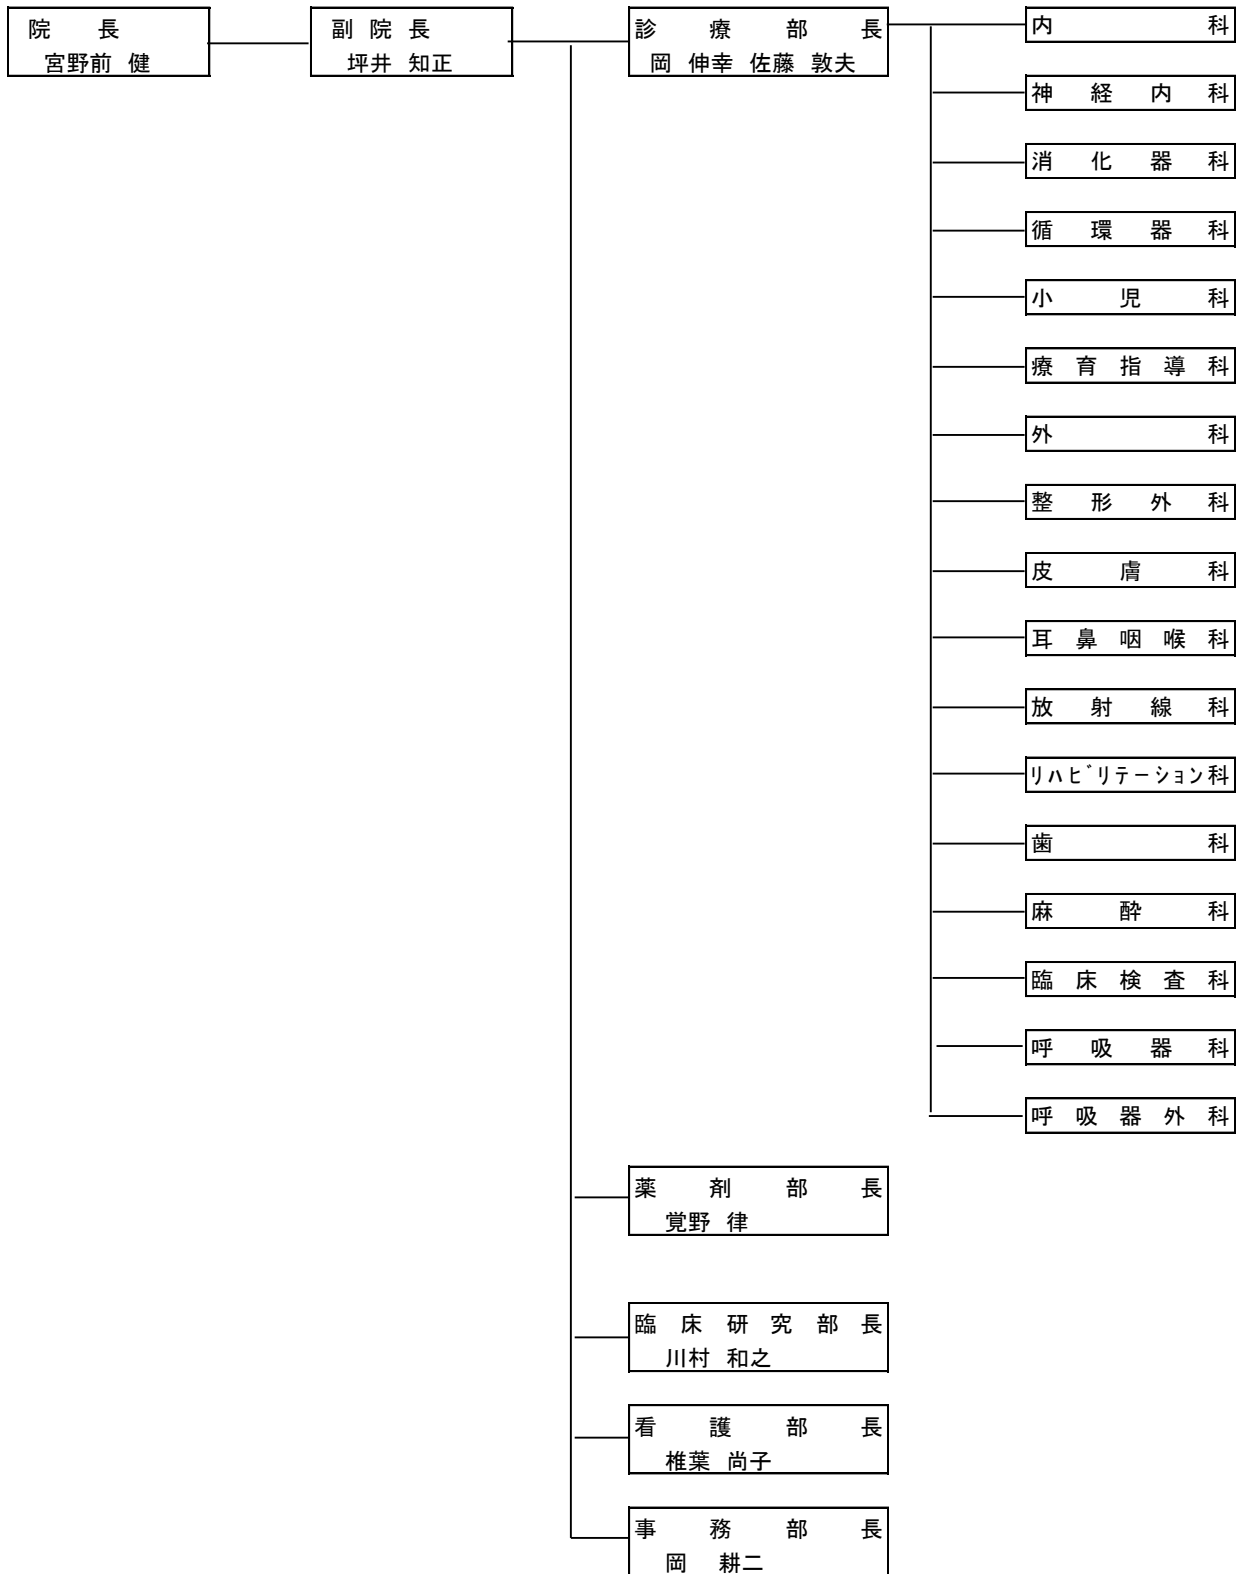 院長
宮野前 健
副院長
坪井 知正
診療部長
岡 伸幸 佐藤 敦夫
内科
神経内科
消化器科
循環器科
小児科
療育指導科
外科
整形外科
皮膚科
耳鼻咽喉科
放射線科
リハビリテーション科
歯科
麻酔科
臨床検査科
呼吸器科
呼吸器外科
薬剤部長
覚野 律
臨床研究部長
川村 和之
看護部長
椎葉 尚子
事務部長
岡 耕二